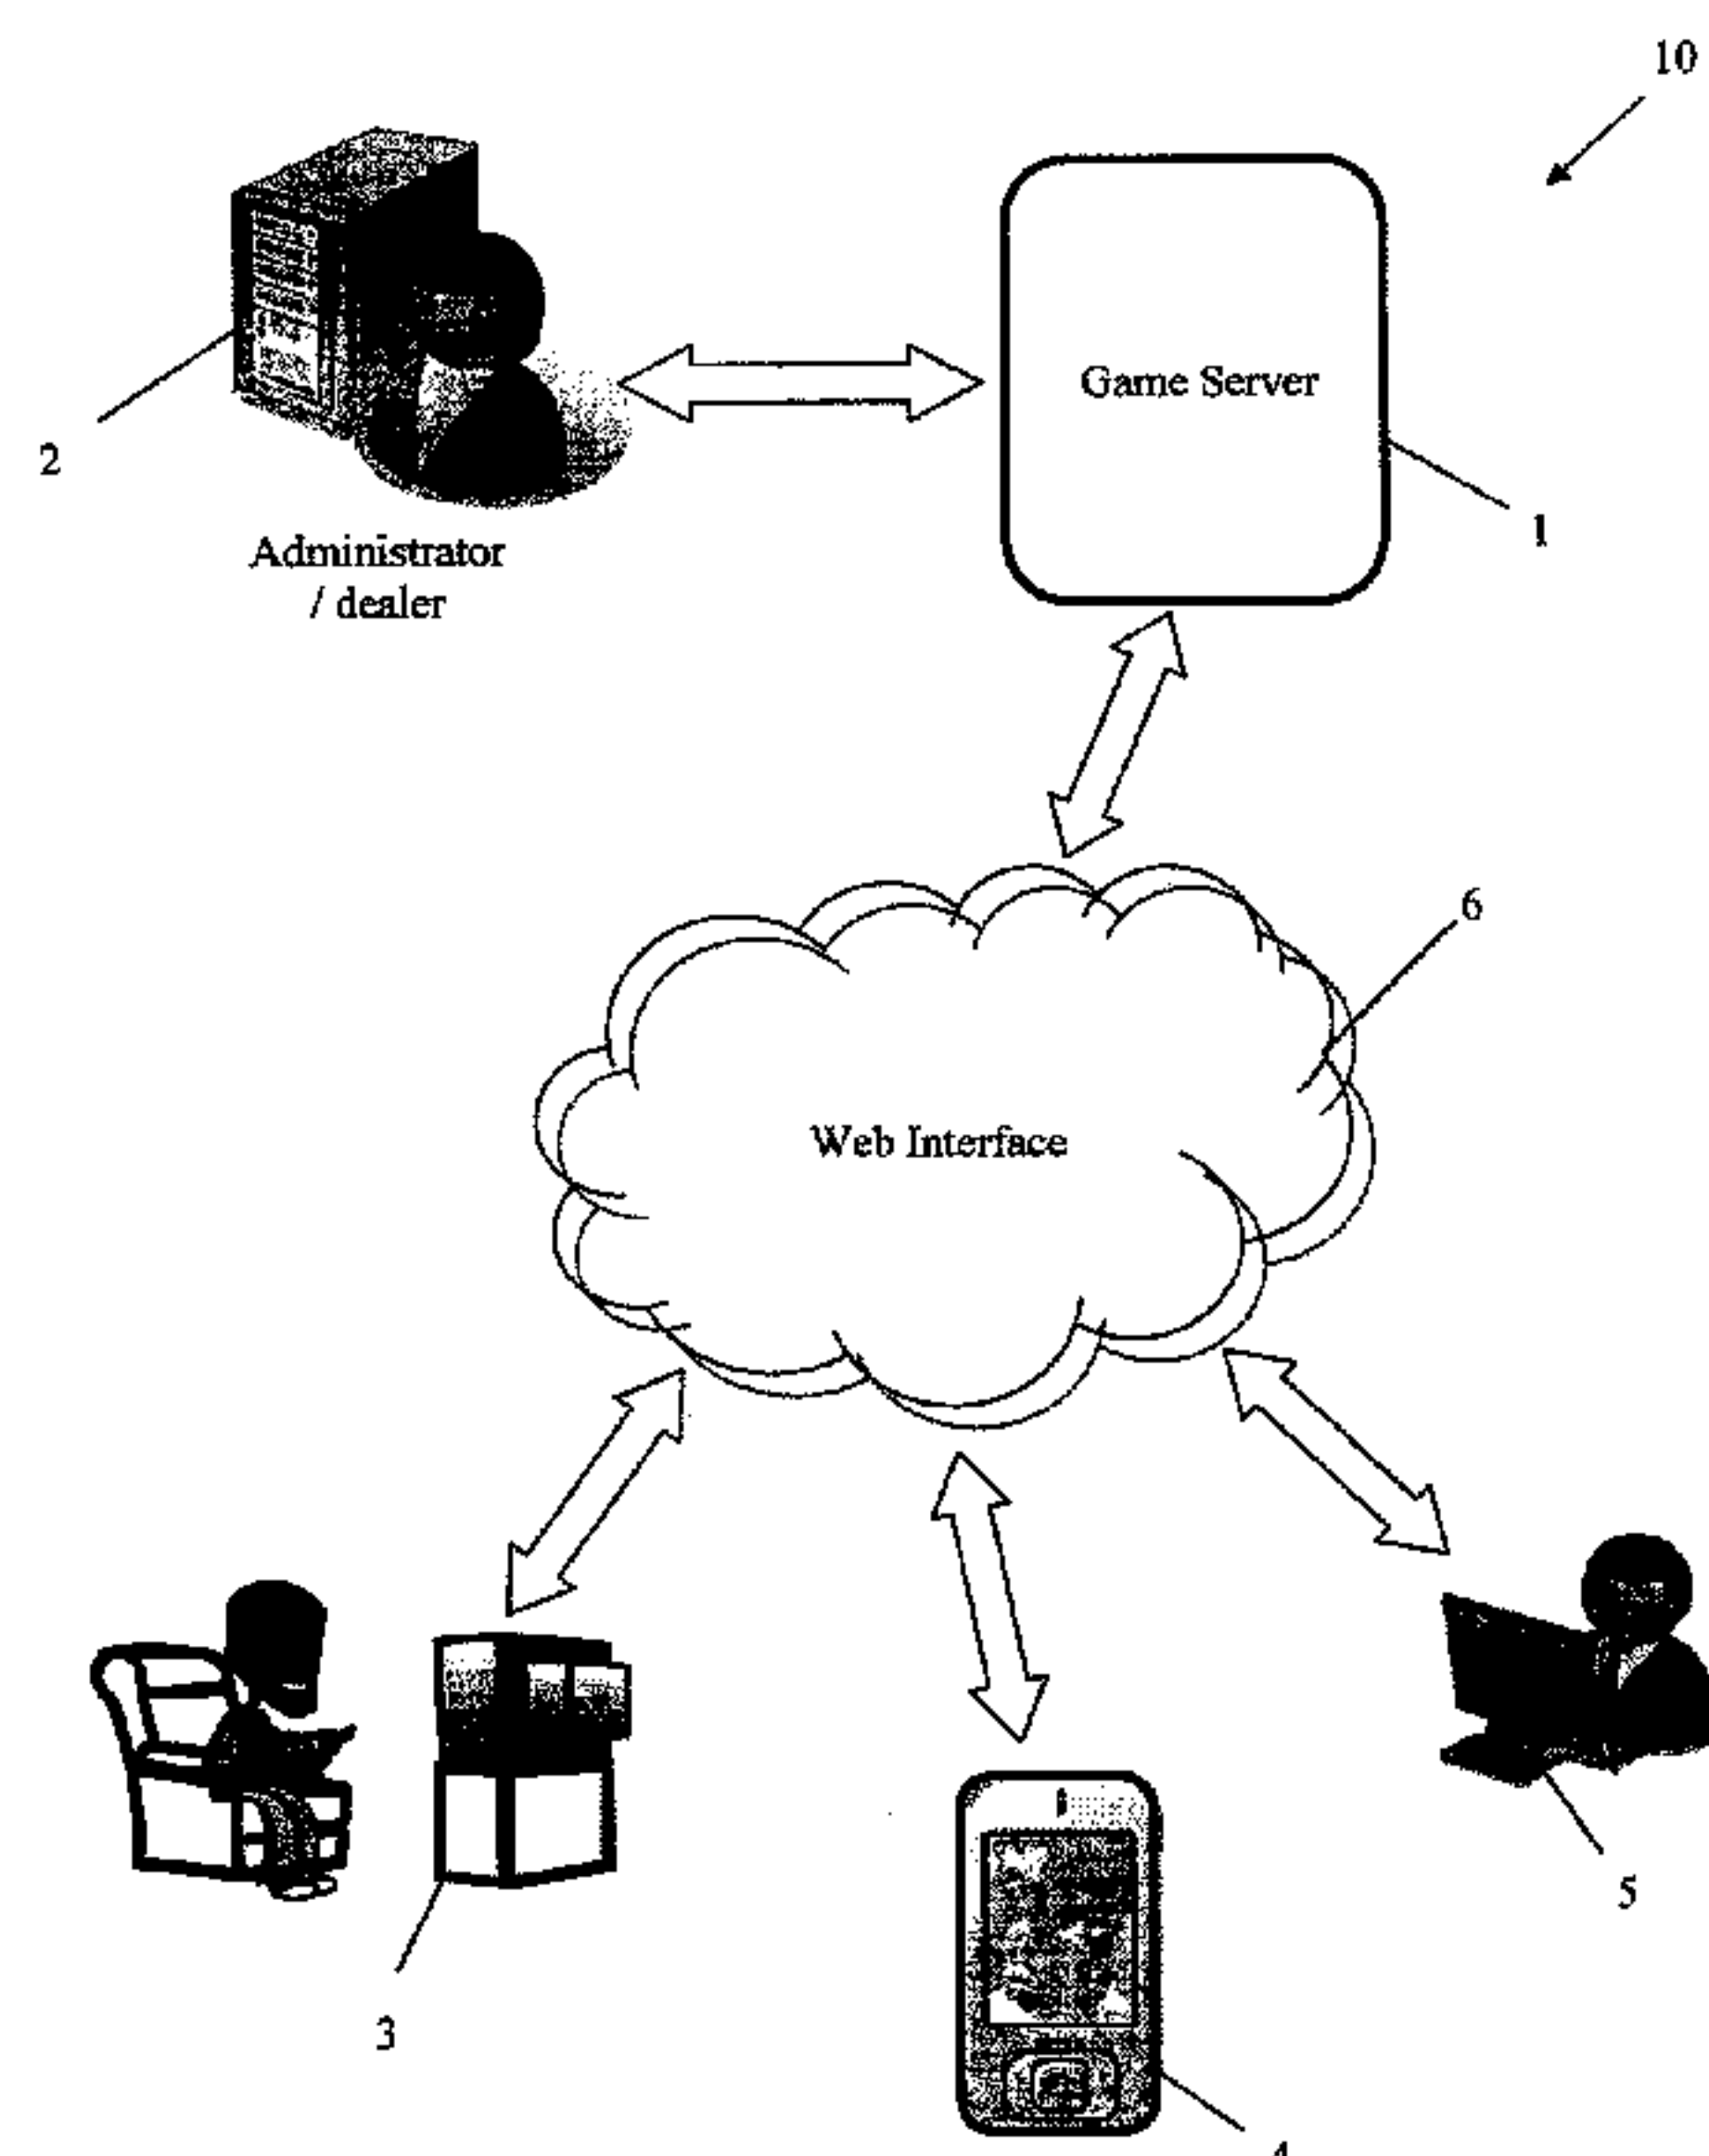 10
Game Server
2
1
Administrator
/ dealer
6
Web Interface
5
3
4